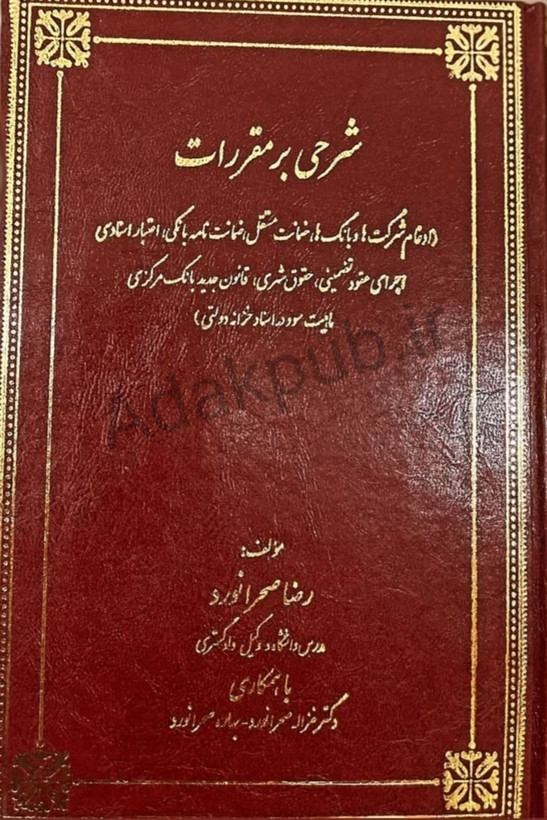 شرحی بر مقررات
(ادغام شرکت ها و بانک ها، ضمانت مستقل، ضمانت نامه بانکی، اعتبار اسنادی
اجرای عقود تضمینی، حقوق شهری، قانون جدید بانک مرکزی
ماهیت سود در اسناد خزانه دولتی)
Adakpub.ir
مؤلف:
رضا صحرانورد
مدرس دانشگاه و وکیل دادگستری
با همکاری
دکتر غزاله صحرانورد - بهاره صحرانورد